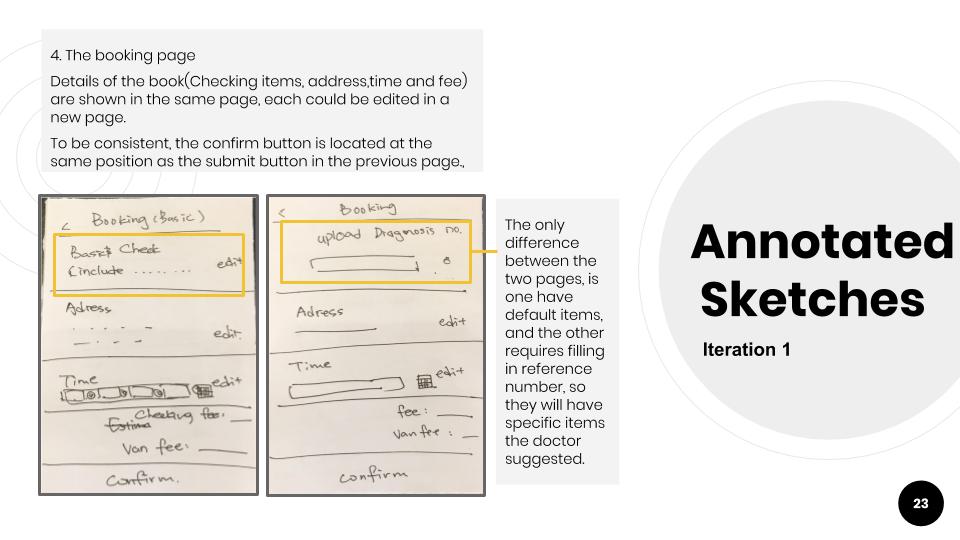 4. The booking page
Details of the book(Checking items, address,time and fee)
are shown in the same page, each could be edited in a
new page.
To be consistent, the confirm button is located at the
same position as the submit button in the previous page.,
< Booking (Basic)
Check
(include ........ edit
Adress
edit.
Time edit
Checking fee:
Estima
Van fee:
Confirm.
< Booking
upload Diagnosis no.
Adress
edit
Time
edit
fee:
Van fee:
Confirm
The only
difference
between the
two pages, is
one have
default items,
and the other
requires filling
in reference
number, so
they will have
specific items
the doctor
suggested.
Annotated
Sketches
Iteration 1
23